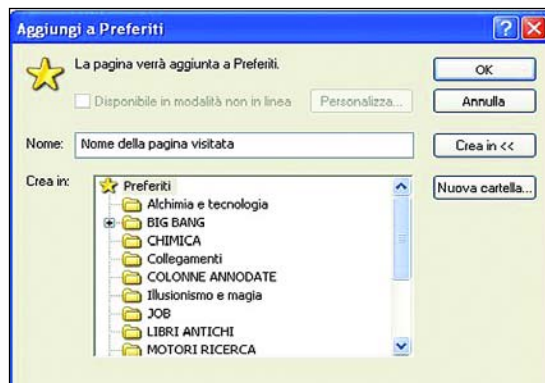 Aggiungi a Preferiti
La pagina verrà aggiunta a Preferiti.
OK
Disponibile in modalità non in linea
Personalizza...
Annulla
Nome:
Nome della pagina visitata
Crea in <<
Crea in:
Preferiti
Nuova cartella...
Alchimia e tecnologia
BIG BANG
CHIMICA
Collegamenti
COLONNE ANNODATE
Illusionismo e magia
JOB
LIBRI ANTICHI
MOTORI RICERCA